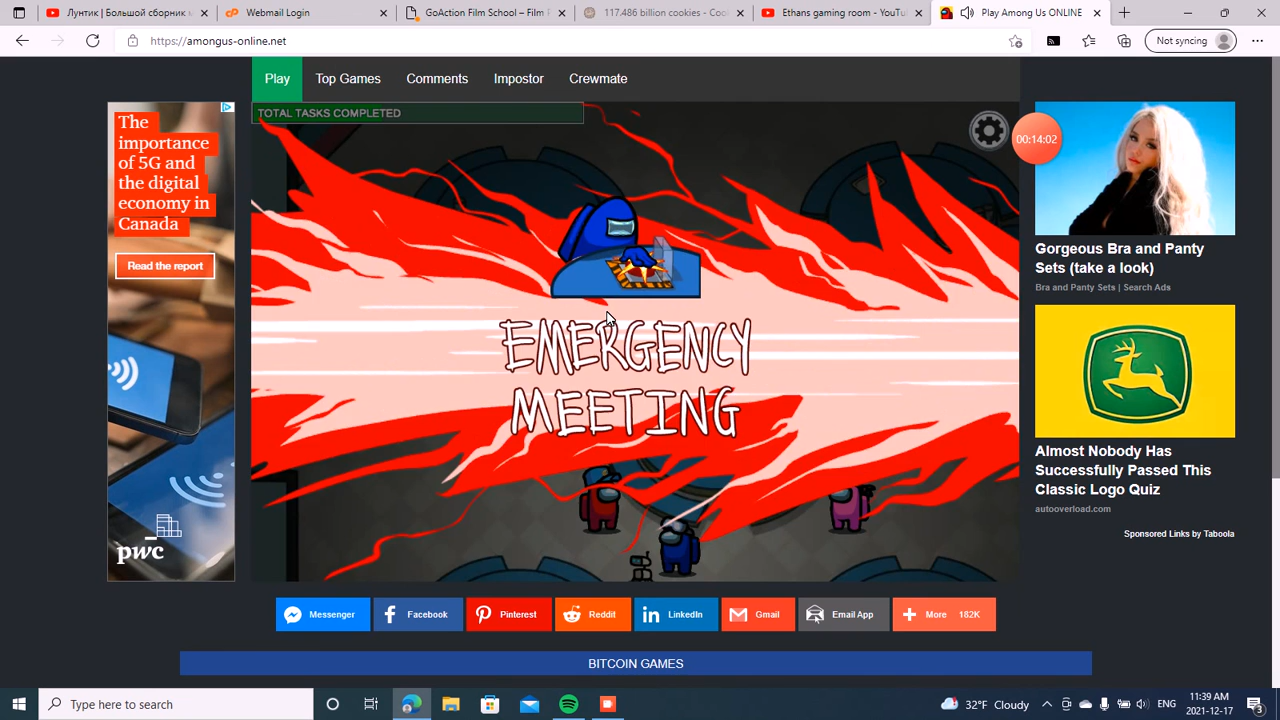 Лунтик | Большой сборник м
Webmail Login
GoAction Film School – Film P
117.486 billion cookies - Cook
Ethans gaming room - YouTu
Play Among Us ONLINE
https://amongus-online.net
Not syncing
Play
Top Games
Comments
Impostor
Crewmate
TOTAL TASKS COMPLETED
00:14:02
The
importance
of 5G and
the digital
economy in
Canada
Read the report
pwc
EMERGENCY
MEETING
Gorgeous Bra and Panty
Sets (take a look)
Bra and Panty Sets | Search Ads
Almost Nobody Has
Successfully Passed This
Classic Logo Quiz
autooverload.com
Sponsored Links by Taboola
Messenger
Facebook
Pinterest
Reddit
LinkedIn
Gmail
Email App
More 182K
BITCOIN GAMES
Type here to search
32°F Cloudy
ENG
11:39 AM
2021-12-17
3